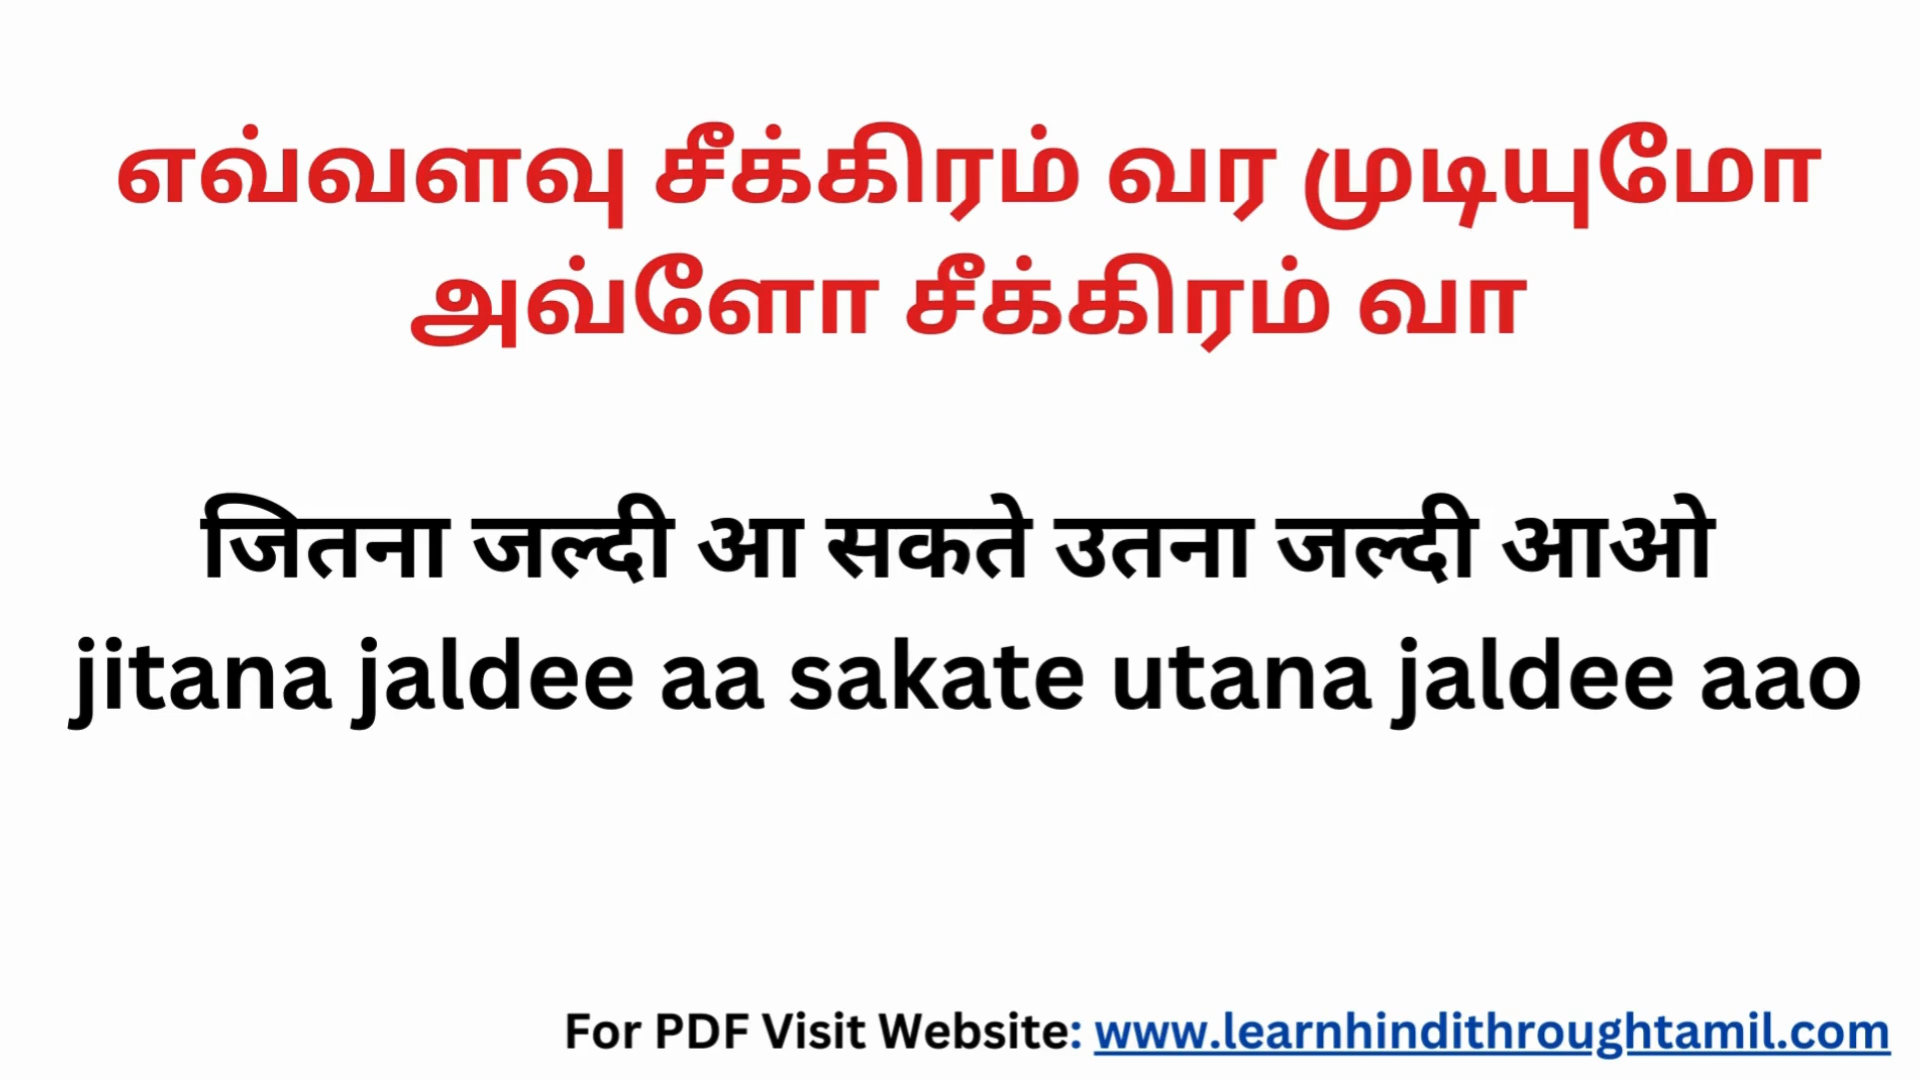 எவ்வளவு சீக்கிரம் வர முடியுமோ
அவ்ளோ சீக்கிரம் வா
जितना जल्दी आ सकते उतना जल्दी आओ
jitana jaldee aa sakate utana jaldee aao
For PDF Visit Website: www.learnhindithroughtamil.com